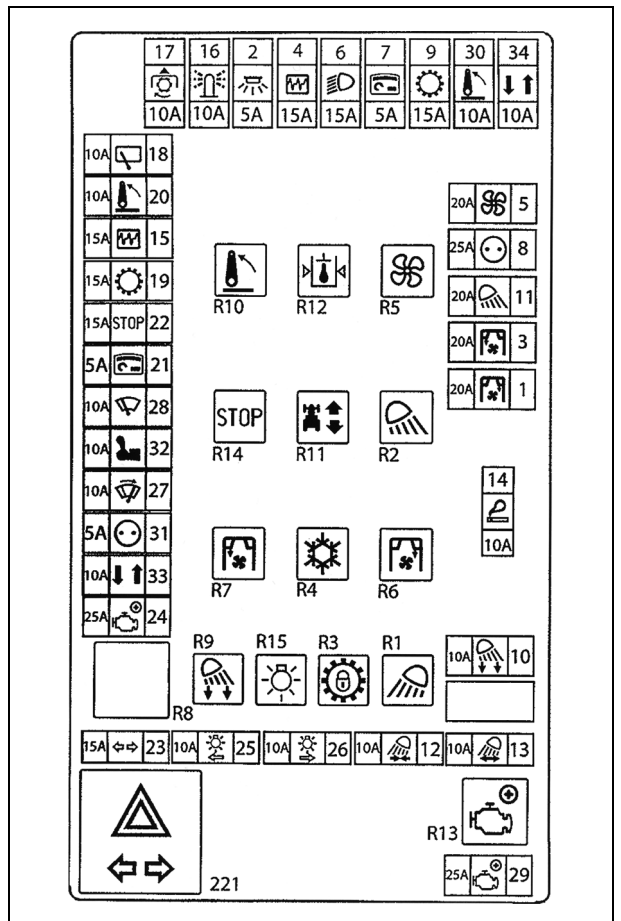 17 16 2 4 6 7 9 30 34
10A 10A 5A 15A 15A 5A 15A 10A 10A
10A 18
10A 20
15A 15
15A 19
15A STOP 22
5A 21
10A 28
10A 32
10A 27
5A 31
10A 33
25A 24
20A 5
25A 8
20A 11
20A 3
20A 1
R10 R12 R5
STOP
R14 R11 R2
14
10A
R7 R4 R6
R9 R15 R3 R1
R8
10A 10
15A 23 10A 25 10A 26 10A 12 10A 13
221
R13
25A 29